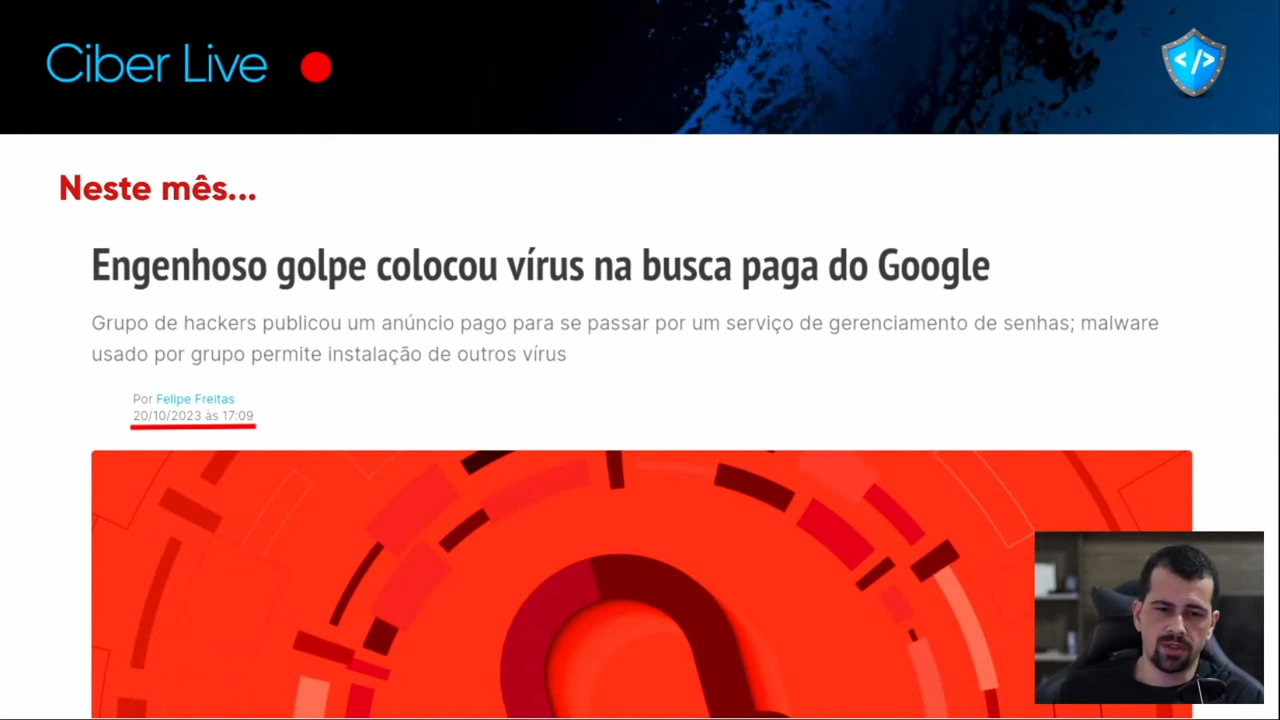 Ciber Live
</>
Neste mês...
Engenhoso golpe colocou vírus na busca paga do Google
Grupo de hackers publicou um anúncio pago para se passar por um serviço de gerenciamento de senhas; malware
usado por grupo permite instalação de outros vírus
Por Felipe Freitas
20/10/2023 às 17:09